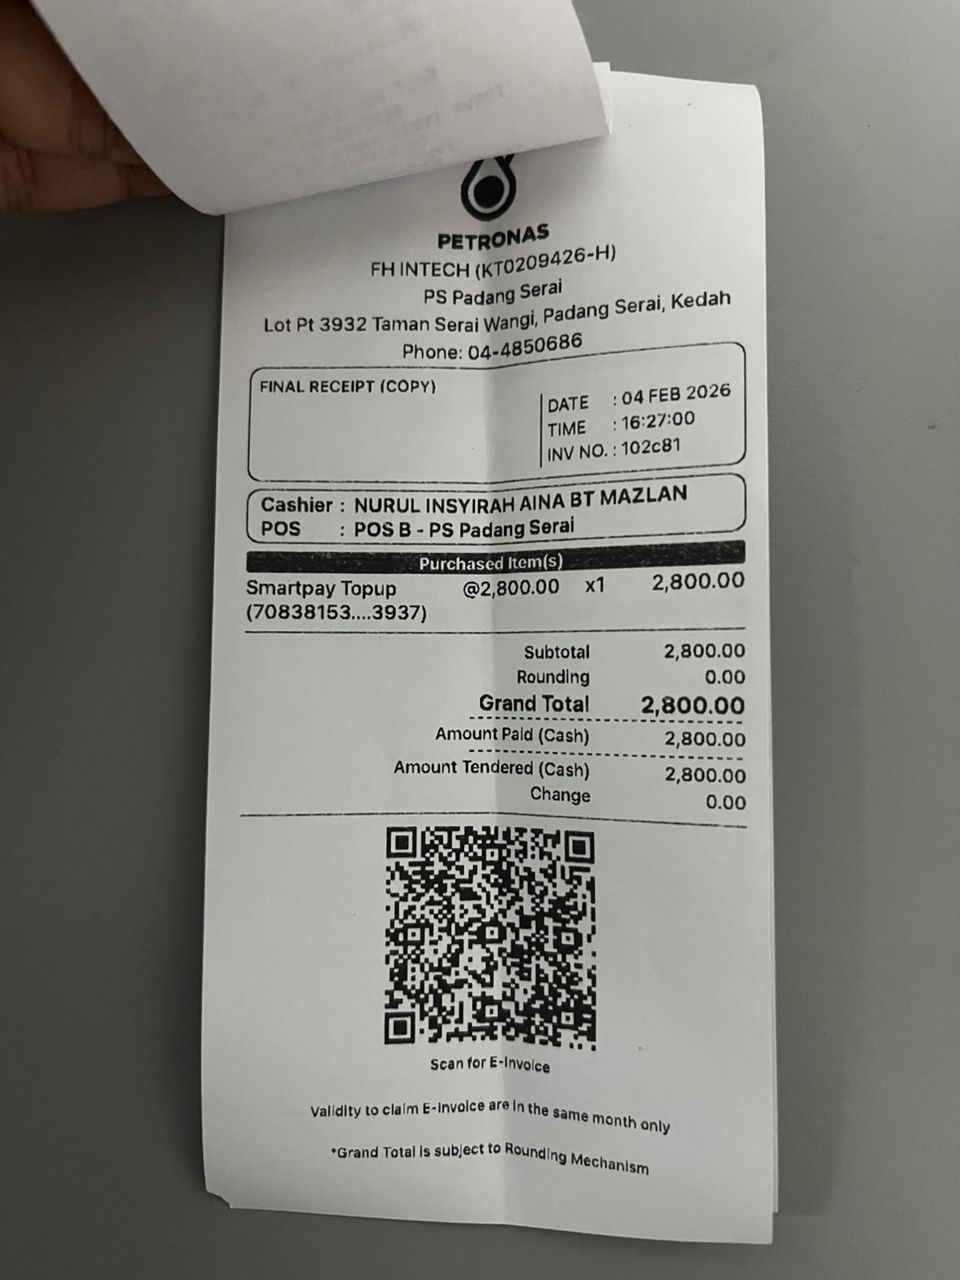 PETRONAS
FH INTECH (KT0209426-H)
PS Padang Serai
Lot Pt 3932 Taman Serai Wangi, Padang Serai, Kedah
Phone: 04-4850686
FINAL RECEIPT (COPY)
DATE : 04 FEB 2026
TIME : 16:27:00
INV NO. : 102c81
Cashier : NURUL INSYIRAH AINA BT MAZLAN
POS : POS B - PS Padang Serai
Purchased Item(s)
Smartpay Topup @2,800.00 x1 2,800.00
(70838153....3937)
Subtotal 2,800.00
Rounding 0.00
Grand Total 2,800.00
Amount Paid (Cash) 2,800.00
Amount Tendered (Cash) 2,800.00
Change 0.00
Scan for E-Invoice
Validity to claim E-Invoice are in the same month only
*Grand Total is subject to Rounding Mechanism